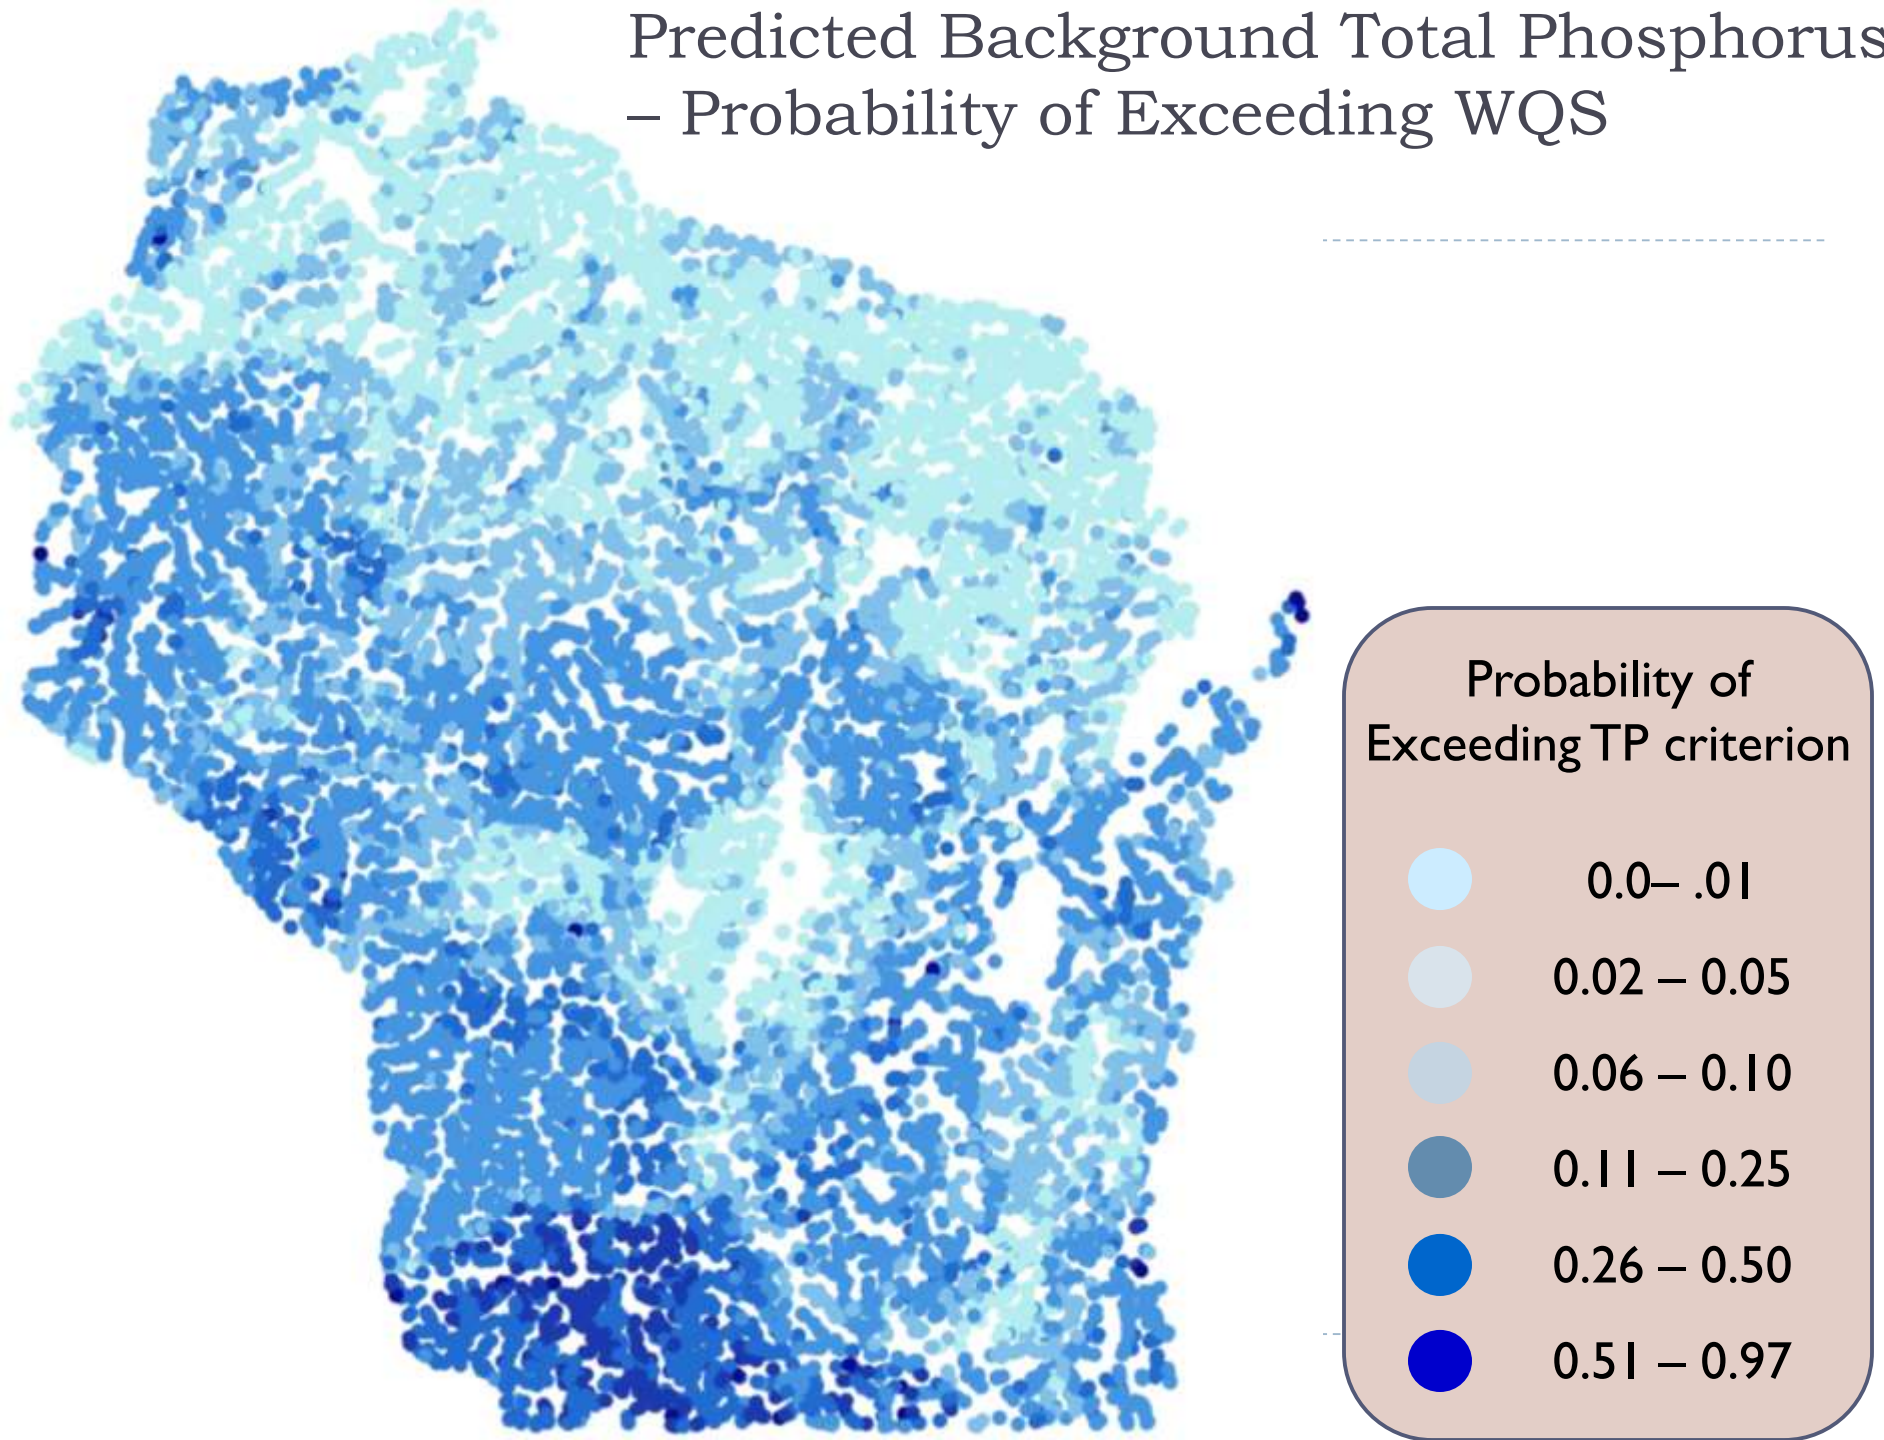 Predicted Background Total Phosphorus
– Probability of Exceeding WQS
Probability of
Exceeding TP criterion
0.0– .01
0.02 – 0.05
0.06 – 0.10
0.11 – 0.25
0.26 – 0.50
0.51 – 0.97